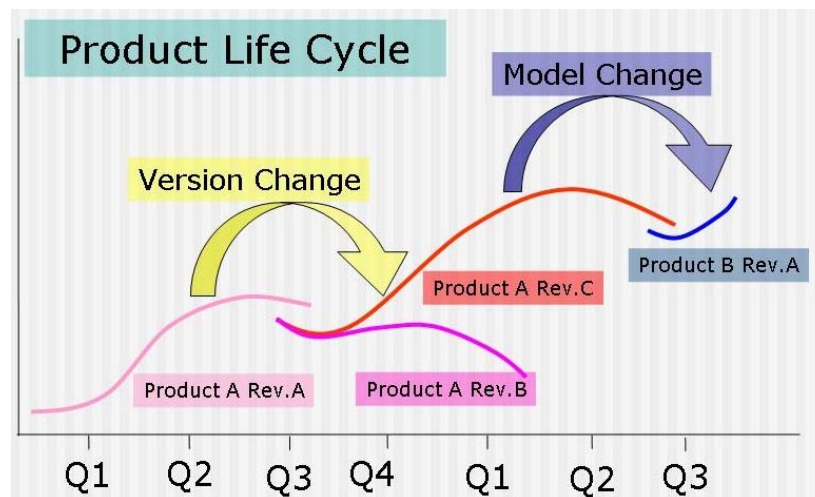 Product Life Cycle
Model Change
Version Change
Product B Rev.A
Product A Rev.C
Product A Rev.A
Product A Rev.B
Q1 Q2 Q3 Q4 Q1 Q2 Q3